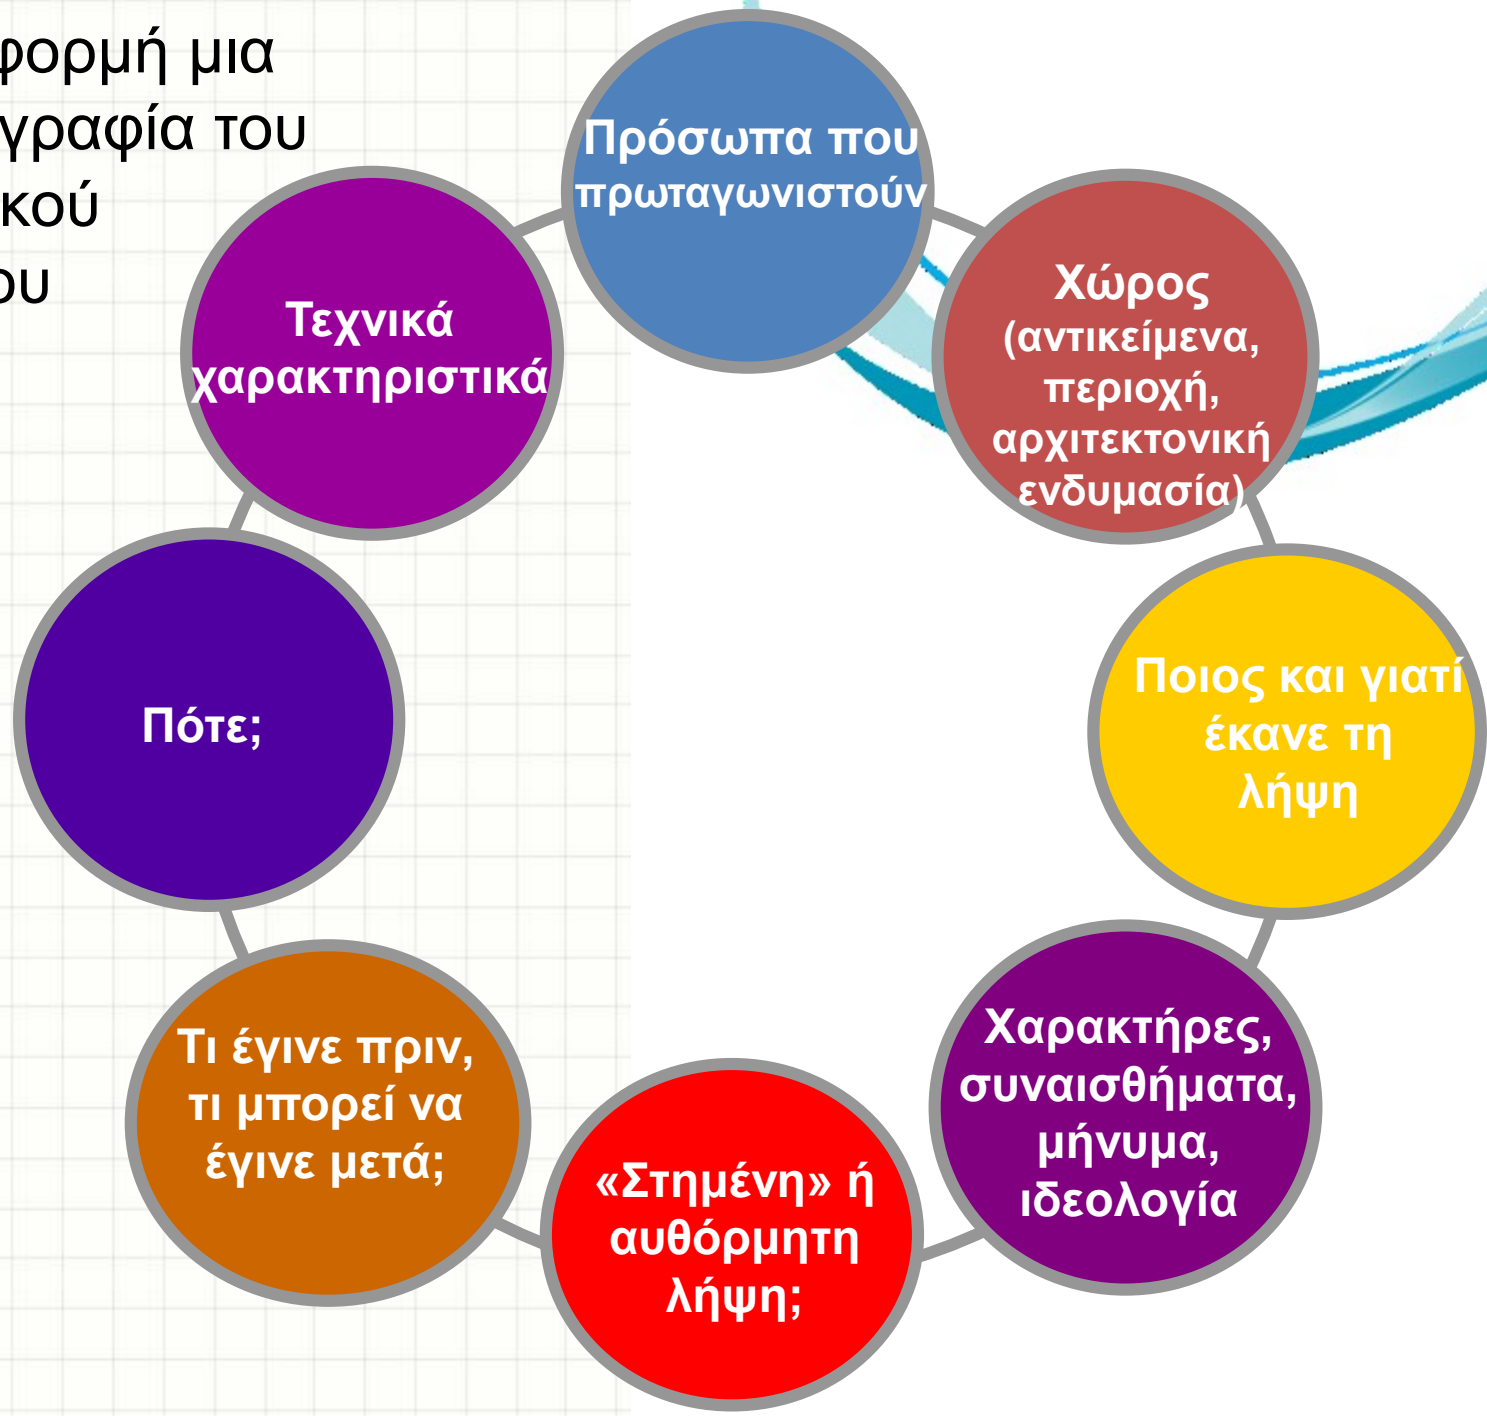 φορμή μια
γραφία του
κού
ου
Πρόσωπα που
πρωταγωνιστούν
Χώρος
(αντικείμενα,
περιοχή,
αρχιτεκτονική
ενδυμασία)
Ποιος και γιατί
έκανε τη
λήψη
Χαρακτήρες,
συναισθήματα,
μήνυμα,
ιδεολογία
«Στημένη» ή
αυθόρμητη
λήψη;
Τι έγινε πριν,
τι μπορεί να
έγινε μετά;
Πότε;
Τεχνικά
χαρακτηριστικά